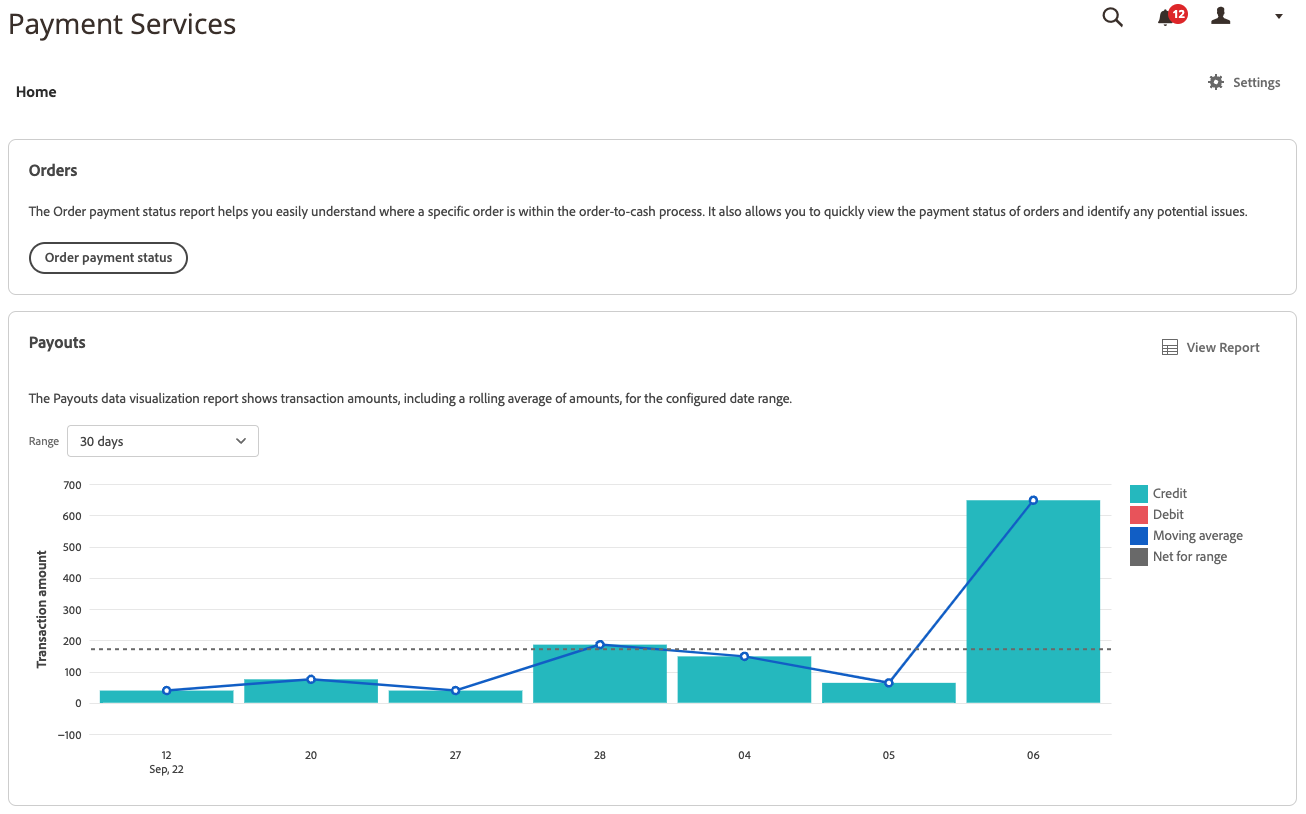 Payment Services
12
Home
Settings
Orders
The Order payment status report helps you easily understand where a specific order is within the order-to-cash process. It also allows you to quickly view the payment status of orders and identify any potential issues.
Order payment status
Payouts
View Report
The Payouts data visualization report shows transaction amounts, including a rolling average of amounts, for the configured date range.
Range
30 days
Transaction amount
700
600
500
400
300
200
100
0
−100
12
Sep, 22
20
27
28
04
05
06
Credit
Debit
Moving average
Net for range